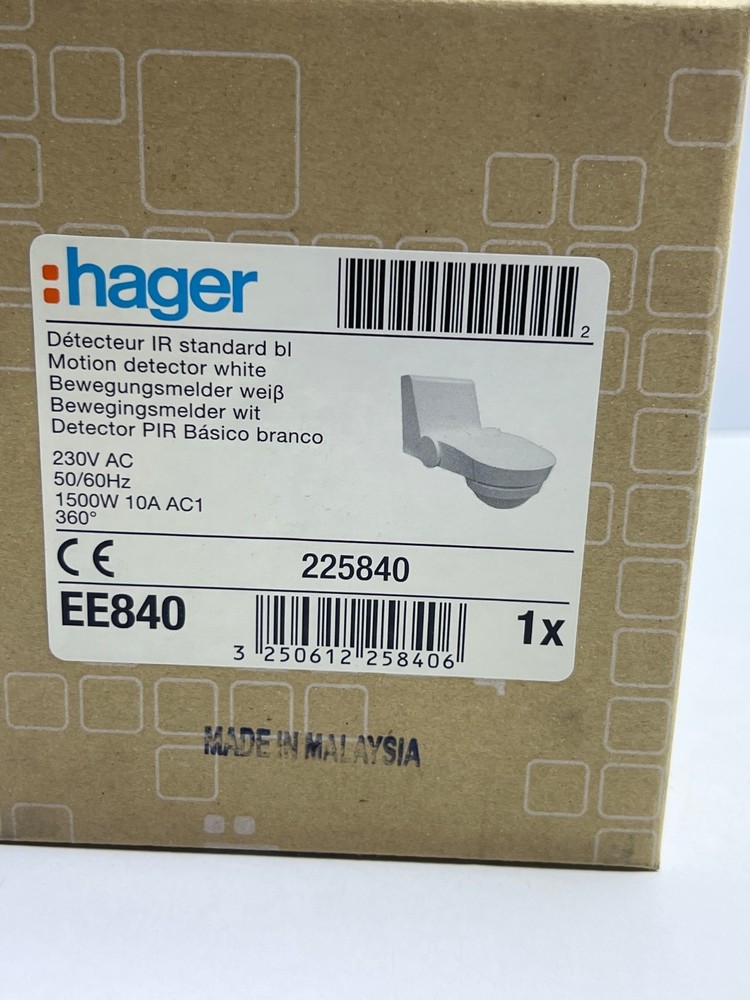 :hager
2
Détecteur IR standard bl
Motion detector white
Bewegungsmelder weiß
Bewegingsmelder wit
Detector PIR Básico branco
230V AC
50/60Hz
1500W 10A AC1
360°
CE 225840
EE840 1x
3 250612 258406
MADE IN MALAYSIA